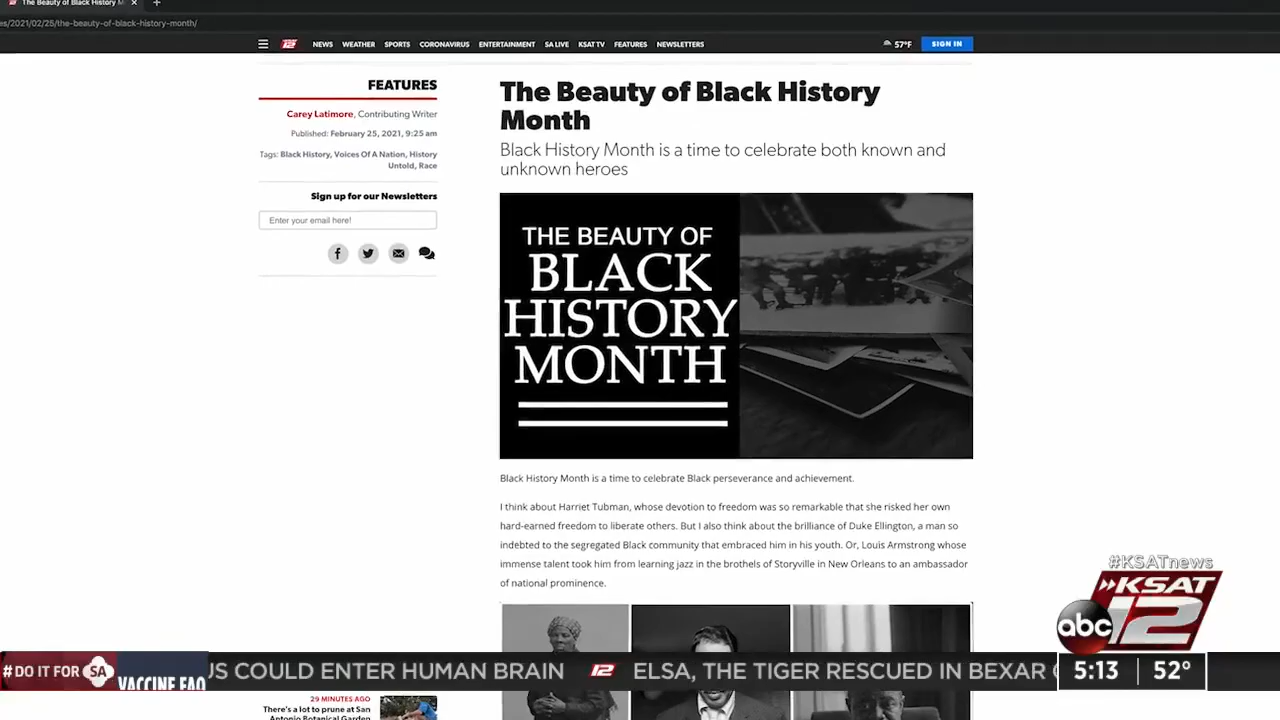 The Beauty of Black History M
es/2021/02/25/the-beauty-of-black-history-month/
12 NEWS WEATHER SPORTS CORONAVIRUS ENTERTAINMENT SA LIVE KSAT TV FEATURES NEWSLETTERS 57°F SIGN IN
FEATURES
Carey Latimore, Contributing Writer
Published: February 25, 2021, 9:25 am
Tags: Black History, Voices Of A Nation, History
Untold, Race
Sign up for our Newsletters
Enter your email here!
The Beauty of Black History
Month
Black History Month is a time to celebrate both known and
unknown heroes
THE BEAUTY OF
BLACK
HISTORY
MONTH
Black History Month is a time to celebrate Black perseverance and achievement.
I think about Harriet Tubman, whose devotion to freedom was so remarkable that she risked her own
hard-earned freedom to liberate others. But I also think about the brilliance of Duke Ellington, a man so
indebted to the segregated Black community that embraced him in his youth. Or, Louis Armstrong whose
immense talent took him from learning jazz in the brothels of Storyville in New Orleans to an ambassador
of national prominence.
#KSATnews
KSAT
abc 12
#DO IT FOR SA
VACCINE FAQ
US COULD ENTER HUMAN BRAIN 12 ELSA, THE TIGER RESCUED IN BEXAR
5:13 52°
29 MINUTES AGO
There's a lot to prune at San
Antonio Botanical Garden